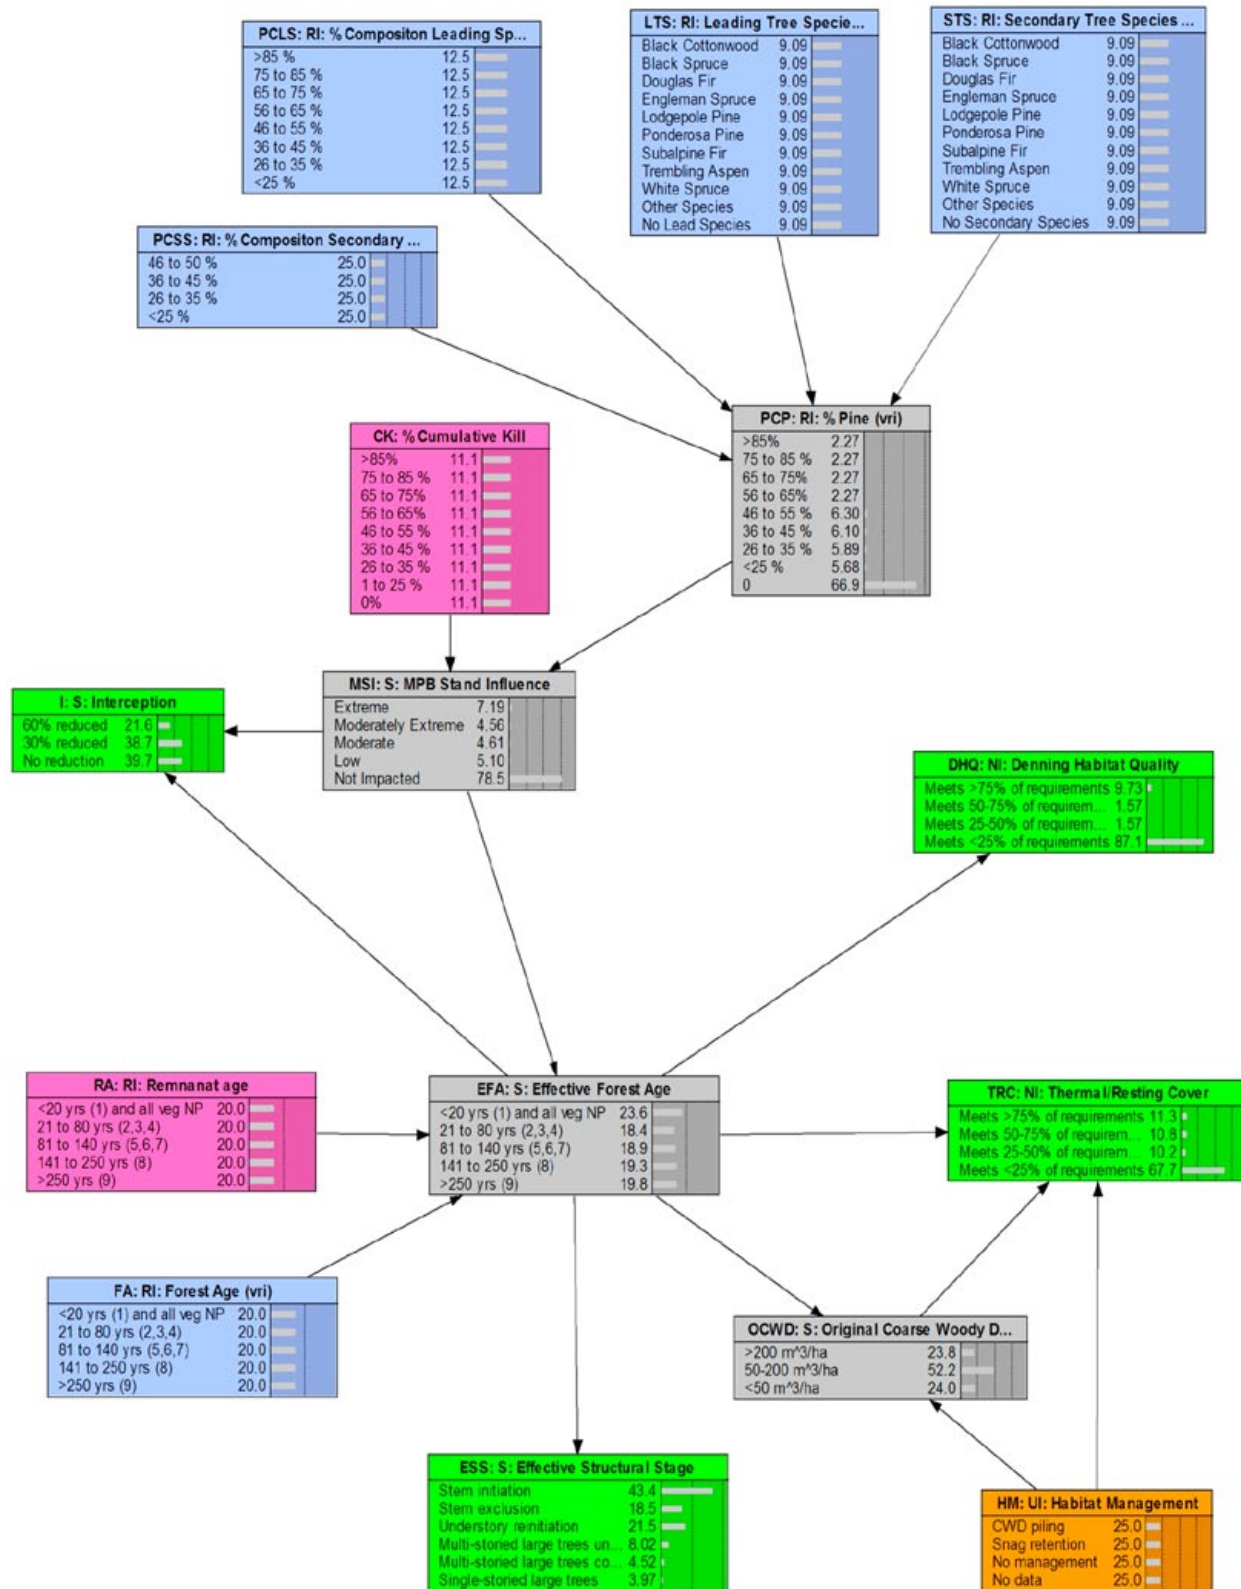 PCLS: RI: % Compositon Leading Sp...
>85 % 12.5
75 to 85 % 12.5
65 to 75 % 12.5
56 to 65 % 12.5
46 to 55 % 12.5
36 to 45 % 12.5
26 to 35 % 12.5
<25 % 12.5
LTS: RI: Leading Tree Specie...
Black Cottonwood 9.09
Black Spruce 9.09
Douglas Fir 9.09
Engleman Spruce 9.09
Lodgepole Pine 9.09
Ponderosa Pine 9.09
Subalpine Fir 9.09
Trembling Aspen 9.09
White Spruce 9.09
Other Species 9.09
No Lead Species 9.09
STS: RI: Secondary Tree Species ...
Black Cottonwood 9.09
Black Spruce 9.09
Douglas Fir 9.09
Engleman Spruce 9.09
Lodgepole Pine 9.09
Ponderosa Pine 9.09
Subalpine Fir 9.09
Trembling Aspen 9.09
White Spruce 9.09
Other Species 9.09
No Secondary Species 9.09
PCSS: RI: % Compositon Secondary ...
46 to 50 % 25.0
36 to 45 % 25.0
26 to 35 % 25.0
<25 % 25.0
PCP: RI: % Pine (vri)
>85% 2.27
75 to 85 % 2.27
65 to 75% 2.27
56 to 65% 2.27
46 to 55 % 6.30
36 to 45 % 6.10
26 to 35 % 5.89
<25 % 5.68
0 66.9
CK: % Cumulative Kill
>85% 11.1
75 to 85 % 11.1
65 to 75% 11.1
56 to 65% 11.1
46 to 55 % 11.1
36 to 45 % 11.1
26 to 35 % 11.1
1 to 25 % 11.1
0% 11.1
MSI: S: MPB Stand Influence
Extreme 7.19
Moderately Extreme 4.56
Moderate 4.61
Low 5.10
Not Impacted 78.5
I: S: Interception
60% reduced 21.6
30% reduced 38.7
No reduction 39.7
DHQ: NI: Denning Habitat Quality
Meets >75% of requirements 9.73
Meets 50-75% of requirem... 1.57
Meets 25-50% of requirem... 1.57
Meets <25% of requirements 87.1
RA: RI: Remnanat age
<20 yrs (1) and all veg NP 20.0
21 to 80 yrs (2,3,4) 20.0
81 to 140 yrs (5,6,7) 20.0
141 to 250 yrs (8) 20.0
>250 yrs (9) 20.0
EFA: S: Effective Forest Age
<20 yrs (1) and all veg NP 23.6
21 to 80 yrs (2,3,4) 18.4
81 to 140 yrs (5,6,7) 18.9
141 to 250 yrs (8) 19.3
>250 yrs (9) 19.8
TRC: NI: Thermal/Resting Cover
Meets >75% of requirements 11.3
Meets 50-75% of requirem... 10.8
Meets 25-50% of requirem... 10.2
Meets <25% of requirements 67.7
FA: RI: Forest Age (vri)
<20 yrs (1) and all veg NP 20.0
21 to 80 yrs (2,3,4) 20.0
81 to 140 yrs (5,6,7) 20.0
141 to 250 yrs (8) 20.0
>250 yrs (9) 20.0
OCWD: S: Original Coarse Woody D...
>200 m^3/ha 23.8
50-200 m^3/ha 52.2
<50 m^3/ha 24.0
ESS: S: Effective Structural Stage
Stem initiation 43.4
Stem exclusion 18.5
Understory reinitiation 21.5
Multi-storied large trees un... 8.02
Multi-storied large trees co... 4.52
Single-storied large trees 3.97
HM: UI: Habitat Management
CWD piling 25.0
Snag retention 25.0
No management 25.0
No data 25.0